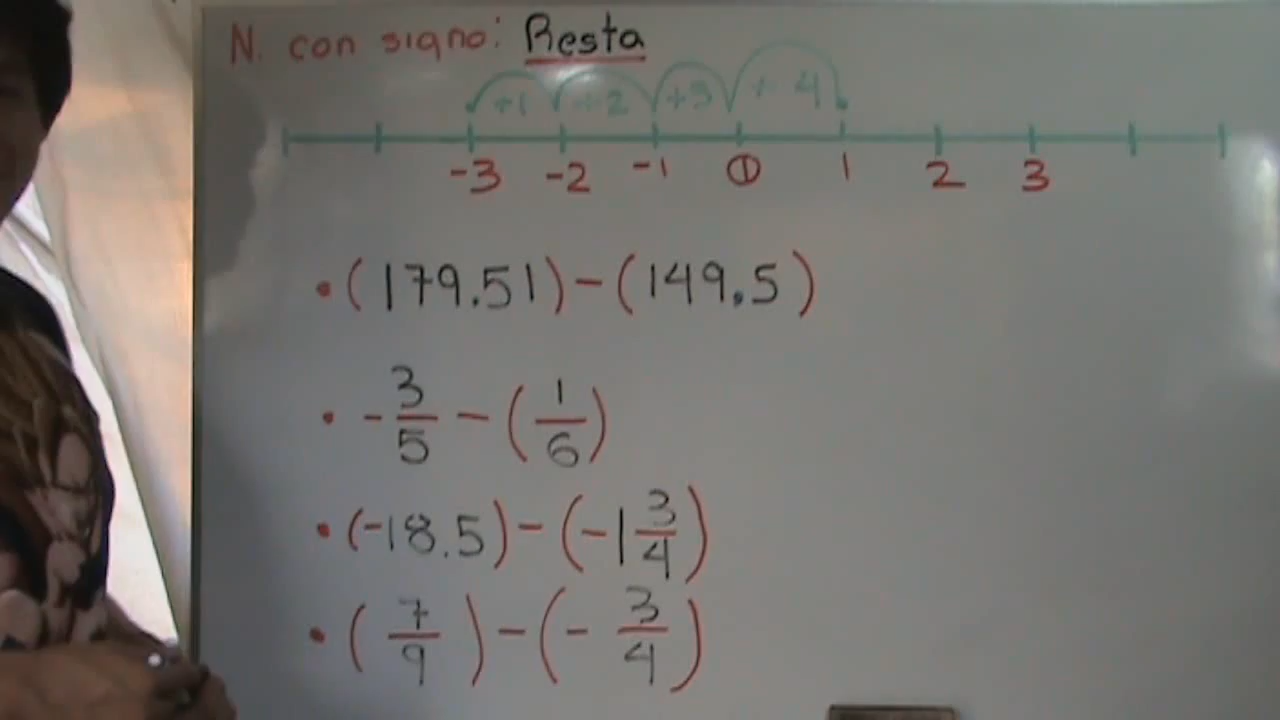 N. con signo: Resta
+1 +2 +3 +4
-3 -2 -1 0 1 2 3
• (179.51) - (149.5)
• - 3/5 - (1/6)
• (-18.5) - (-1 3/4)
• (7/9) - (- 3/4)